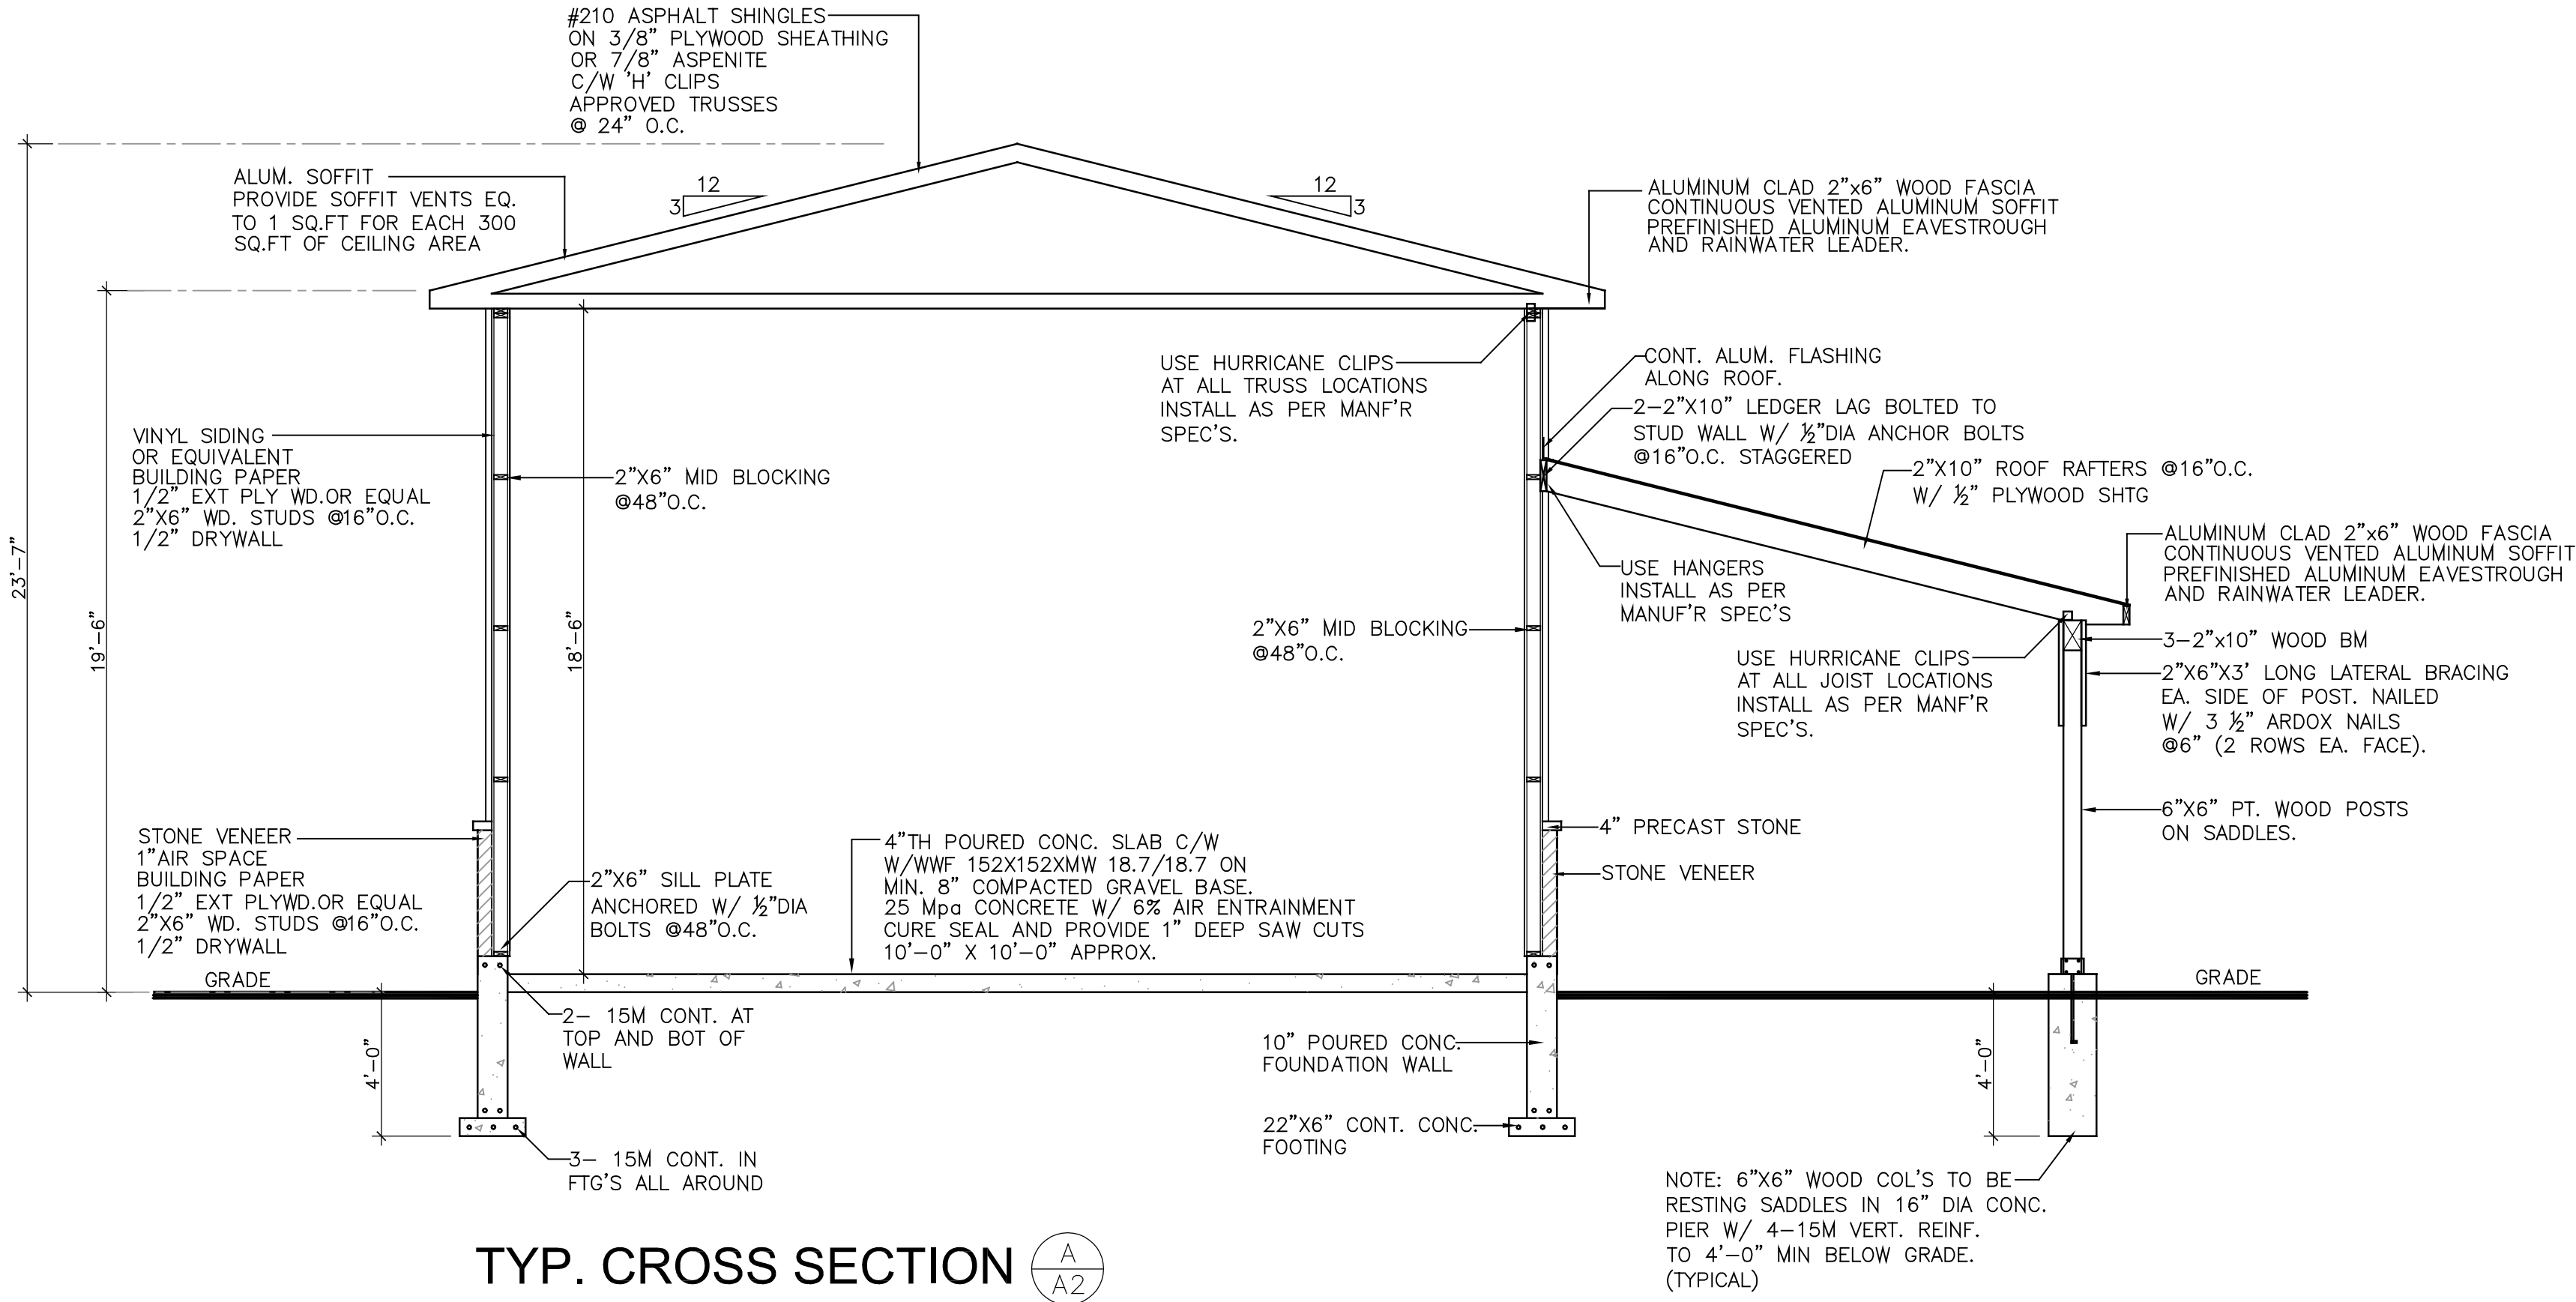 #210 ASPHALT SHINGLES
ON 3/8" PLYWOOD SHEATHING
OR 7/8" ASPENITE
C/W 'H' CLIPS
APPROVED TRUSSES
@ 24" O.C.
ALUM. SOFFIT
PROVIDE SOFFIT VENTS EQ.
TO 1 SQ.FT FOR EACH 300
SQ.FT OF CEILING AREA
12
3
12
3
ALUMINUM CLAD 2"x6" WOOD FASCIA
CONTINUOUS VENTED ALUMINUM SOFFIT
PREFINISHED ALUMINUM EAVESTROUGH
AND RAINWATER LEADER.
23'-7"
19'-6"
18'-6"
VINYL SIDING
OR EQUIVALENT
BUILDING PAPER
1/2" EXT PLY WD.OR EQUAL
2"X6" WD. STUDS @16"O.C.
1/2" DRYWALL
2"X6" MID BLOCKING
@48"O.C.
USE HURRICANE CLIPS
AT ALL TRUSS LOCATIONS
INSTALL AS PER MANF'R
SPEC'S.
CONT. ALUM. FLASHING
ALONG ROOF.
2-2"X10" LEDGER LAG BOLTED TO
STUD WALL W/ ½"DIA ANCHOR BOLTS
@16"O.C. STAGGERED
2"X10" ROOF RAFTERS @16"O.C.
W/ ½" PLYWOOD SHTG
USE HANGERS
INSTALL AS PER
MANUF'R SPEC'S
ALUMINUM CLAD 2"x6" WOOD FASCIA
CONTINUOUS VENTED ALUMINUM SOFFIT
PREFINISHED ALUMINUM EAVESTROUGH
AND RAINWATER LEADER.
2"X6" MID BLOCKING
@48"O.C.
USE HURRICANE CLIPS
AT ALL JOIST LOCATIONS
INSTALL AS PER MANF'R
SPEC'S.
3-2"x10" WOOD BM
2"X6"X3' LONG LATERAL BRACING
EA. SIDE OF POST. NAILED
W/ 3 ½" ARDOX NAILS
@6" (2 ROWS EA. FACE).
6"X6" PT. WOOD POSTS
ON SADDLES.
STONE VENEER
1"AIR SPACE
BUILDING PAPER
1/2" EXT PLYWD.OR EQUAL
2"X6" WD. STUDS @16"O.C.
1/2" DRYWALL
2"X6" SILL PLATE
ANCHORED W/ ½"DIA
BOLTS @48"O.C.
4"TH POURED CONC. SLAB C/W
W/WWF 152X152XMW 18.7/18.7 ON
MIN. 8" COMPACTED GRAVEL BASE.
25 Mpa CONCRETE W/ 6% AIR ENTRAINMENT
CURE SEAL AND PROVIDE 1" DEEP SAW CUTS
10'-0" X 10'-0" APPROX.
4" PRECAST STONE
STONE VENEER
GRADE
GRADE
4'-0"
2- 15M CONT. AT
TOP AND BOT OF
WALL
10" POURED CONC.
FOUNDATION WALL
4'-0"
22"X6" CONT. CONC.
FOOTING
3- 15M CONT. IN
FTG'S ALL AROUND
NOTE: 6"X6" WOOD COL'S TO BE
RESTING SADDLES IN 16" DIA CONC.
PIER W/ 4-15M VERT. REINF.
TO 4'-0" MIN BELOW GRADE.
(TYPICAL)
TYP. CROSS SECTION
A
A2